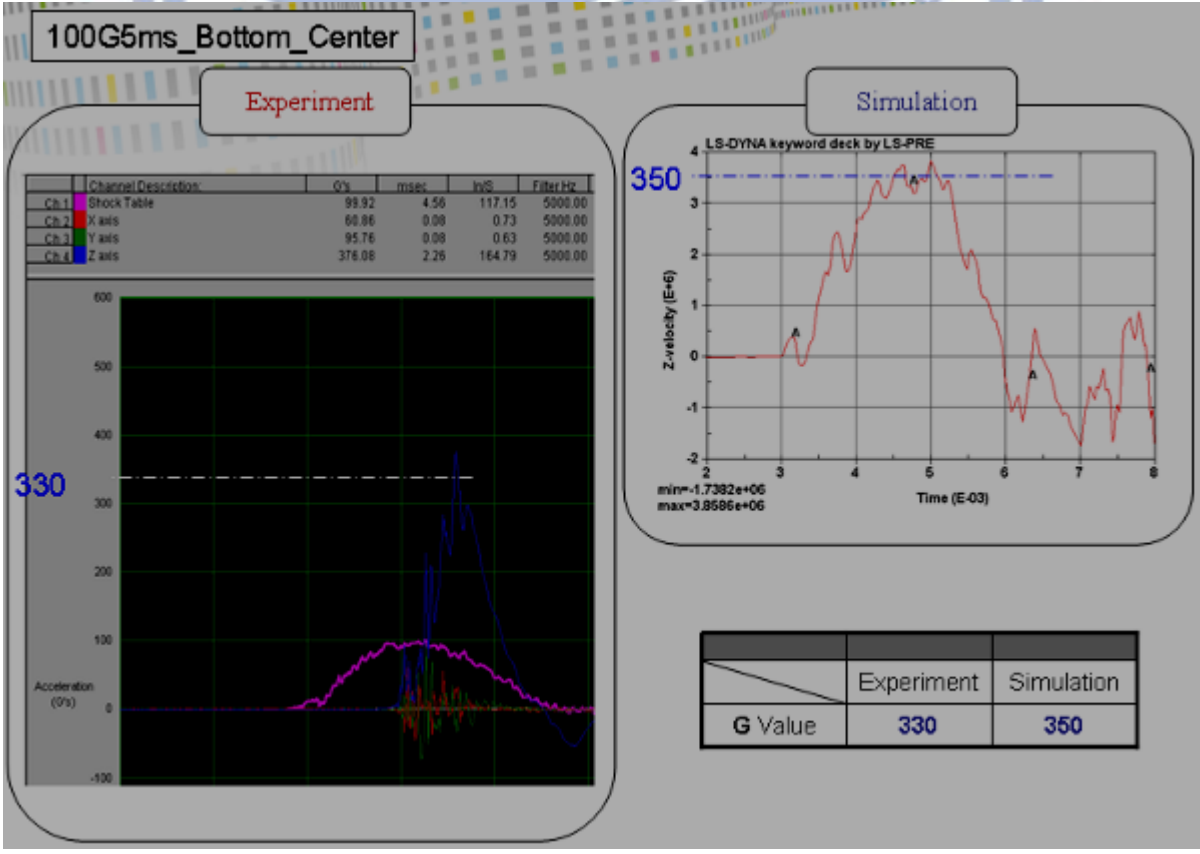 100G5ms_Bottom_Center
Experiment
Channel Description: G's msec In/S Filter Hz
Ch 1 Shock Table 99.92 4.56 117.15 5000.00
Ch 2 X axis 60.86 0.08 0.73 5000.00
Ch 3 Y axis 95.76 0.08 0.63 5000.00
Ch 4 Z axis 376.08 2.26 164.79 5000.00
600
500
400
330
300
200
100
Acceleration
(G's)
0
-100
Simulation
LS-DYNA keyword deck by LS-PRE
350
4
3
2
1
0
-1
-2
Z-velocity (E+6)
A
A
A
A
2 3 4 5 6 7 8
min=-1.7382e+06
max=3.8586e+06
Time (E-03)
Experiment Simulation
G Value 330 350